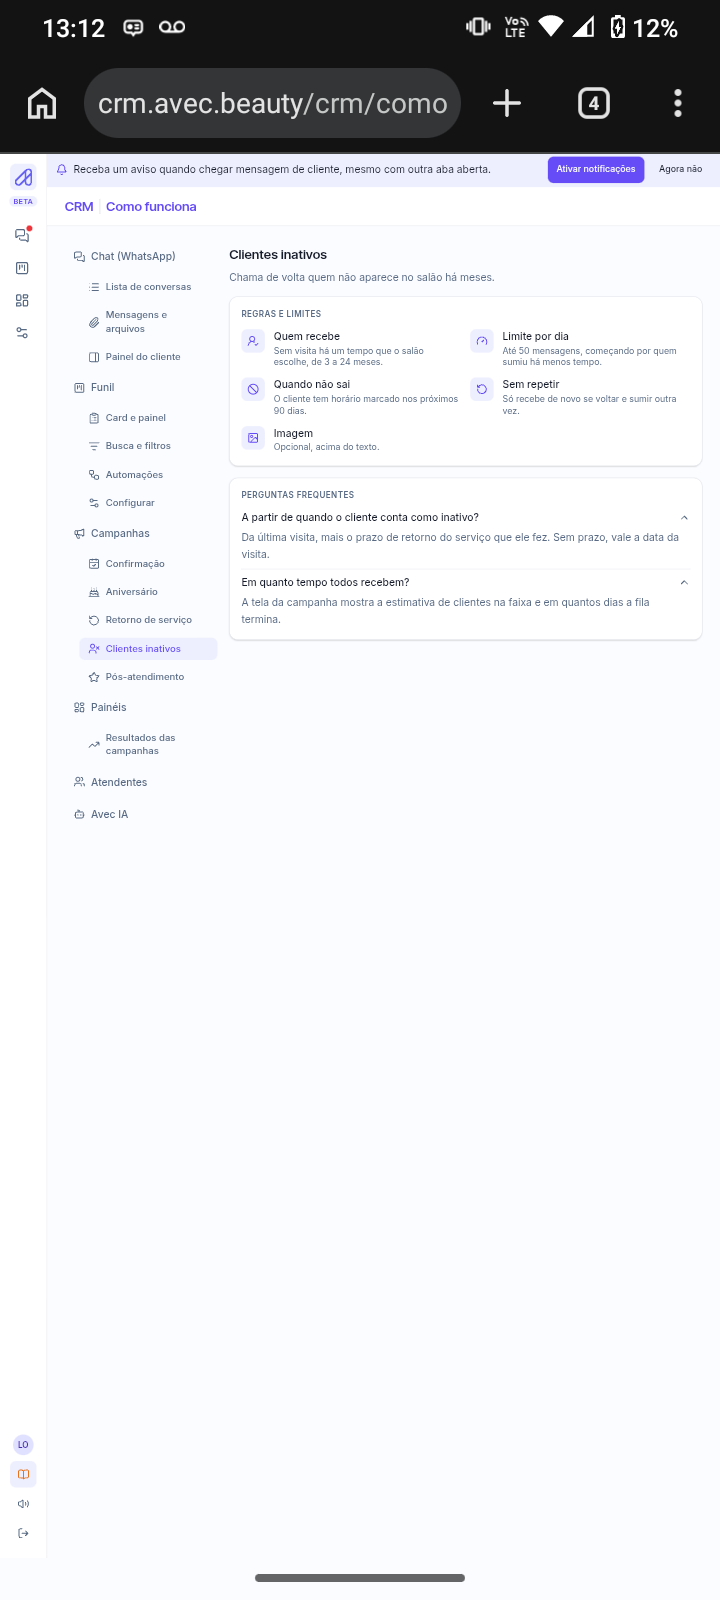 13:12
Vo
LTE
12%
crm.avec.beauty/crm/como
4
Receba um aviso quando chegar mensagem de cliente, mesmo com outra aba aberta.
Ativar notificações
Agora não
BETA
CRM
Como funciona
Chat (WhatsApp)
Lista de conversas
Mensagens e
arquivos
Painel do cliente
Funil
Card e painel
Busca e filtros
Automações
Configurar
Campanhas
Confirmação
Aniversário
Retorno de serviço
Clientes inativos
Pós-atendimento
Painéis
Resultados das
campanhas
Atendentes
Avec IA
Clientes inativos
Chama de volta quem não aparece no salão há meses.
REGRAS E LIMITES
Quem recebe
Sem visita há um tempo que o salão
escolhe, de 3 a 24 meses.
Limite por dia
Até 50 mensagens, começando por quem
sumiu há menos tempo.
Quando não sai
O cliente tem horário marcado nos próximos
90 dias.
Sem repetir
Só recebe de novo se voltar e sumir outra
vez.
Imagem
Opcional, acima do texto.
PERGUNTAS FREQUENTES
A partir de quando o cliente conta como inativo?
Da última visita, mais o prazo de retorno do serviço que ele fez. Sem prazo, vale a data da
visita.
Em quanto tempo todos recebem?
A tela da campanha mostra a estimativa de clientes na faixa e em quantos dias a fila
termina.
LO